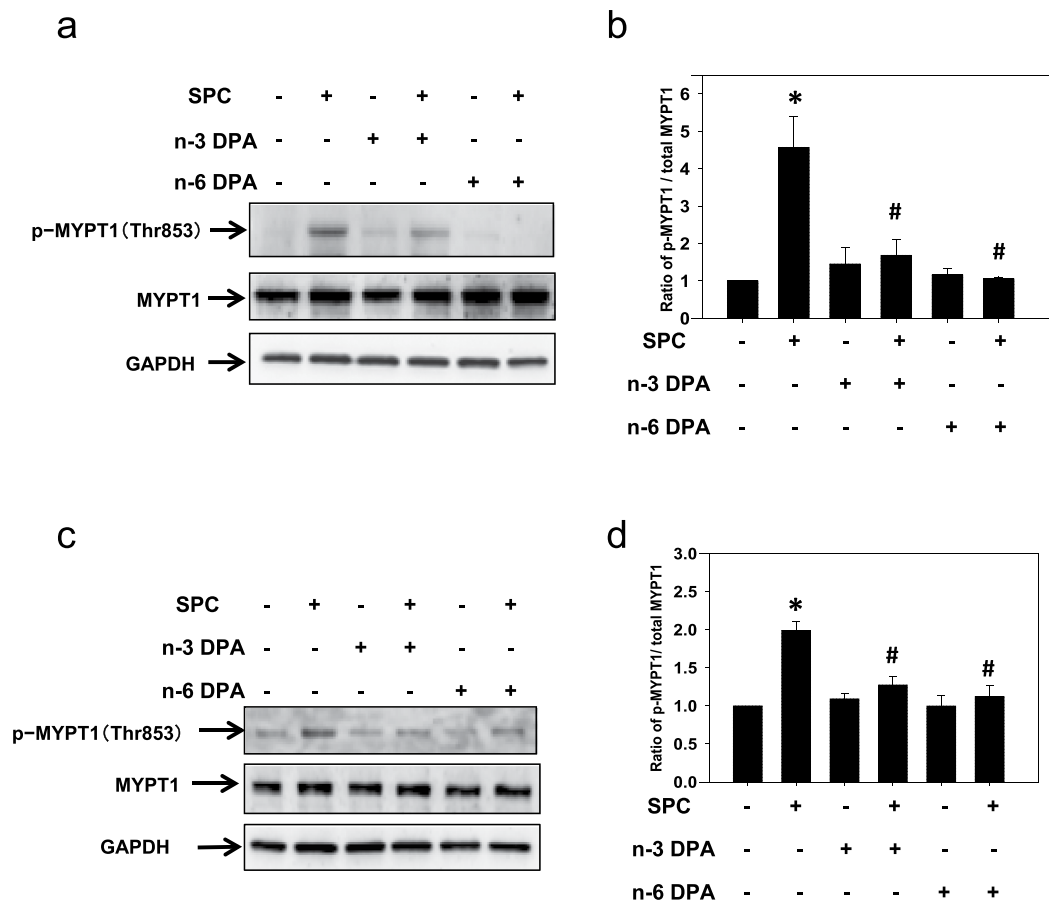 a
SPC - + - + - +
n-3 DPA - - + + - -
n-6 DPA - - - - + +
p-MYPT1(Thr853)
MYPT1
GAPDH
b
Ratio of p-MYPT1 / total MYPT1
6
5
4
3
2
1
0
*
#
#
SPC - + - + - +
n-3 DPA - - + + - -
n-6 DPA - - - - + +
c
SPC - + - + - +
n-3 DPA - - + + - -
n-6 DPA - - - - + +
p-MYPT1(Thr853)
MYPT1
GAPDH
d
Ratio of p-MYPT1/ total MYPT1
3.0
2.5
2.0
1.5
1.0
0.5
0.0
*
#
#
SPC - + - + - +
n-3 DPA - - + + - -
n-6 DPA - - - - + +